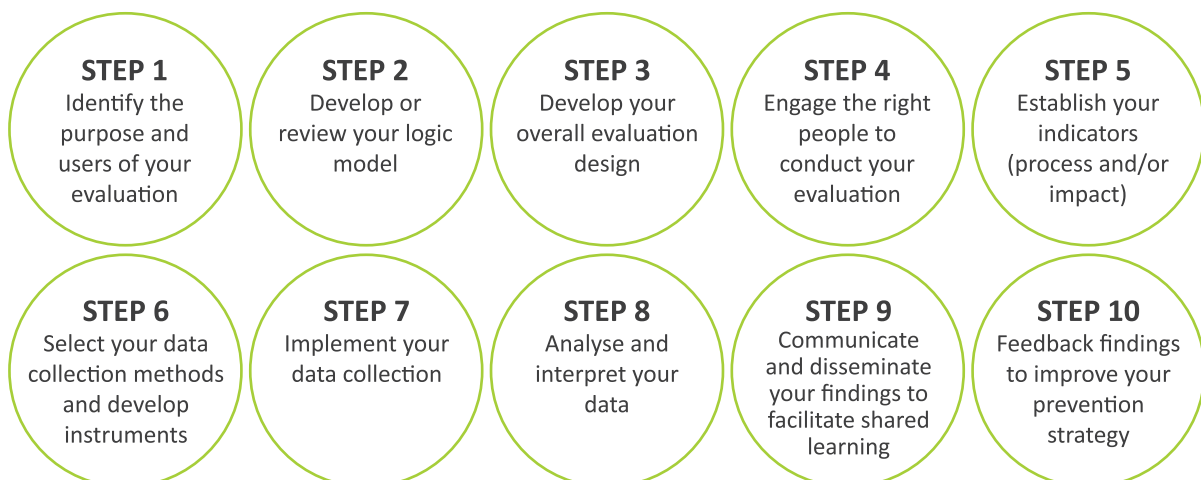 STEP 1
Identify the
purpose and
users of your
evaluation
STEP 2
Develop or
review your logic
model
STEP 3
Develop your
overall evaluation
design
STEP 4
Engage the right
people to
conduct your
evaluation
STEP 5
Establish your
indicators
(process and/or
impact)
STEP 6
Select your data
collection methods
and develop
instruments
STEP 7
Implement your
data collection
STEP 8
Analyse and
interpret your
data
STEP 9
Communicate
and disseminate
your findings to
facilitate shared
learning
STEP 10
Feedback findings
to improve your
prevention
strategy